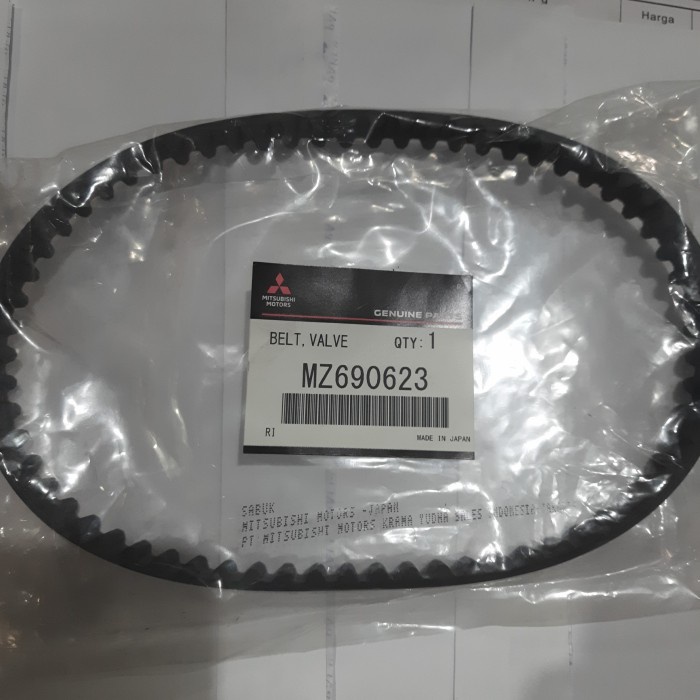 Harga
MITSUBISHI
MOTORS
GENUINE PARTS
BELT, VALVE QTY: 1
MZ690623
RI
MADE IN JAPAN
SABUK
MITSUBISHI MOTORS -JAPAN
PT MITSUBISHI MOTORS KRAMA YUDHA SALES INDONESIA